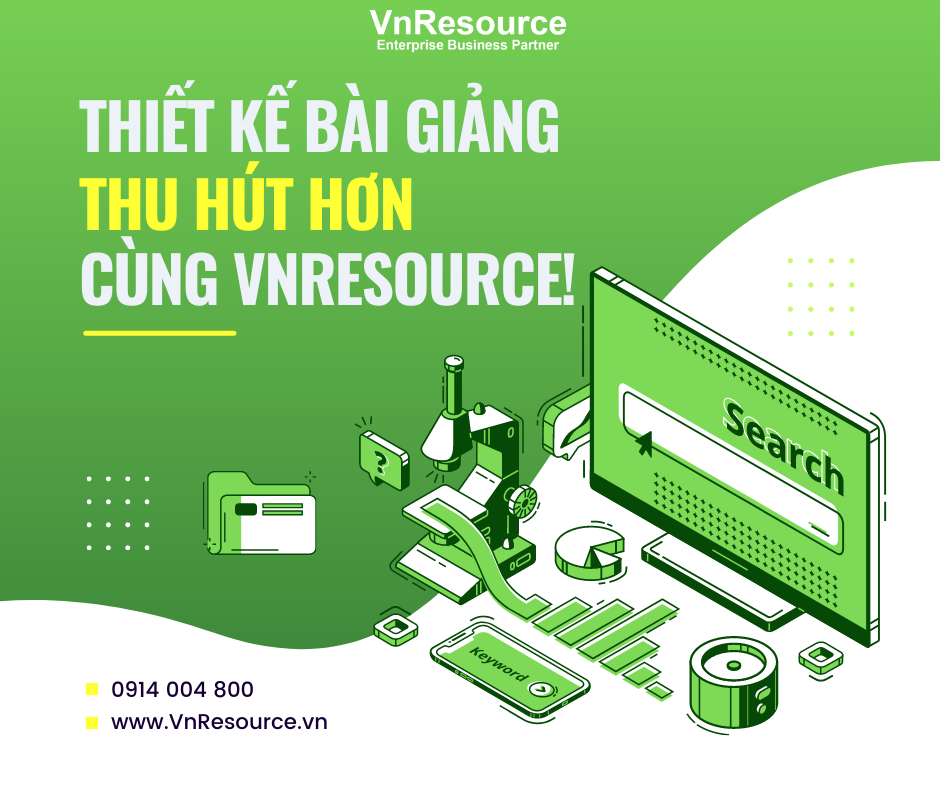 VnResource
Enterprise Business Partner
THIẾT KẾ BÀI GIẢNG
THU HÚT HƠN
CÙNG VNRESOURCE!
Search
?
Keyword
0914 004 800
www.VnResource.vn